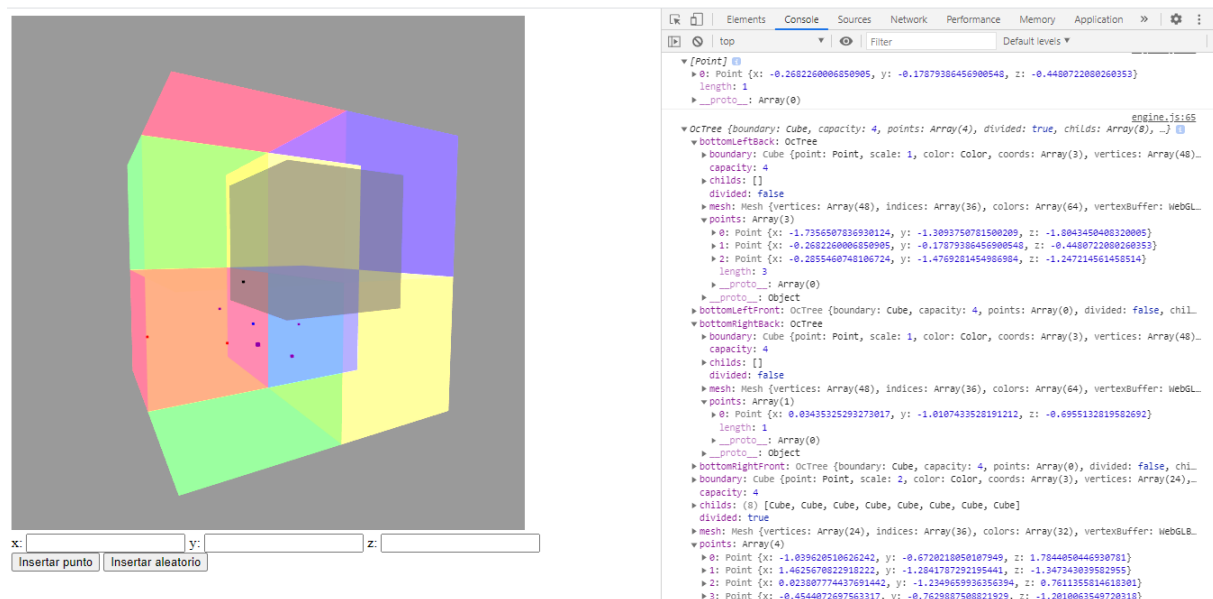 Elements Console Sources Network Performance Memory Application »
top Filter Default levels
[Point]
0: Point {x: -0.2682260006850905, y: -0.17879386456900548, z: -0.4480722080260353}
length: 1
__proto__: Array(0)
engine.js:65
OcTree {boundary: Cube, capacity: 4, points: Array(4), divided: true, childs: Array(8), …}
bottomLeftBack: OcTree
boundary: Cube {point: Point, scale: 1, color: Color, coords: Array(3), vertices: Array(48)…
capacity: 4
childs: []
divided: false
mesh: Mesh {vertices: Array(48), indices: Array(36), colors: Array(64), vertexBuffer: WebGL…
points: Array(3)
0: Point {x: -1.7356507836930124, y: -1.3093750781500209, z: -1.8043450408320005}
1: Point {x: -0.2682260006850905, y: -0.17879386456900548, z: -0.4480722080260353}
2: Point {x: -0.2855460748106724, y: -1.4769281454986984, z: -1.247214561458514}
length: 3
__proto__: Array(0)
__proto__: Object
bottomLeftFront: OcTree {boundary: Cube, capacity: 4, points: Array(0), divided: false, chil…
bottomRightBack: OcTree
boundary: Cube {point: Point, scale: 1, color: Color, coords: Array(3), vertices: Array(48)…
capacity: 4
childs: []
divided: false
mesh: Mesh {vertices: Array(48), indices: Array(36), colors: Array(64), vertexBuffer: WebGL…
points: Array(1)
0: Point {x: 0.03435325293273017, y: -1.0107433528191212, z: -0.6955132819582692}
length: 1
__proto__: Array(0)
__proto__: Object
bottomRightFront: OcTree {boundary: Cube, capacity: 4, points: Array(0), divided: false, chi…
boundary: Cube {point: Point, scale: 2, color: Color, coords: Array(3), vertices: Array(24),…
capacity: 4
childs: (8) [Cube, Cube, Cube, Cube, Cube, Cube, Cube, Cube]
divided: true
mesh: Mesh {vertices: Array(24), indices: Array(36), colors: Array(32), vertexBuffer: WebGLB…
points: Array(4)
0: Point {x: -1.039620510626242, y: -0.6720218050107949, z: 1.7844050446930781}
1: Point {x: 1.4625670822918222, y: -1.2841787292195441, z: -1.347343039582955}
2: Point {x: 0.023807774437691442, y: -1.2349659936356394, z: 0.7611355814618301}
3: Point {x: -0.4544072697563317, y: -0.7629887508821929, z: -1.2010063549720318}
x: y: z:
Insertar punto Insertar aleatorio